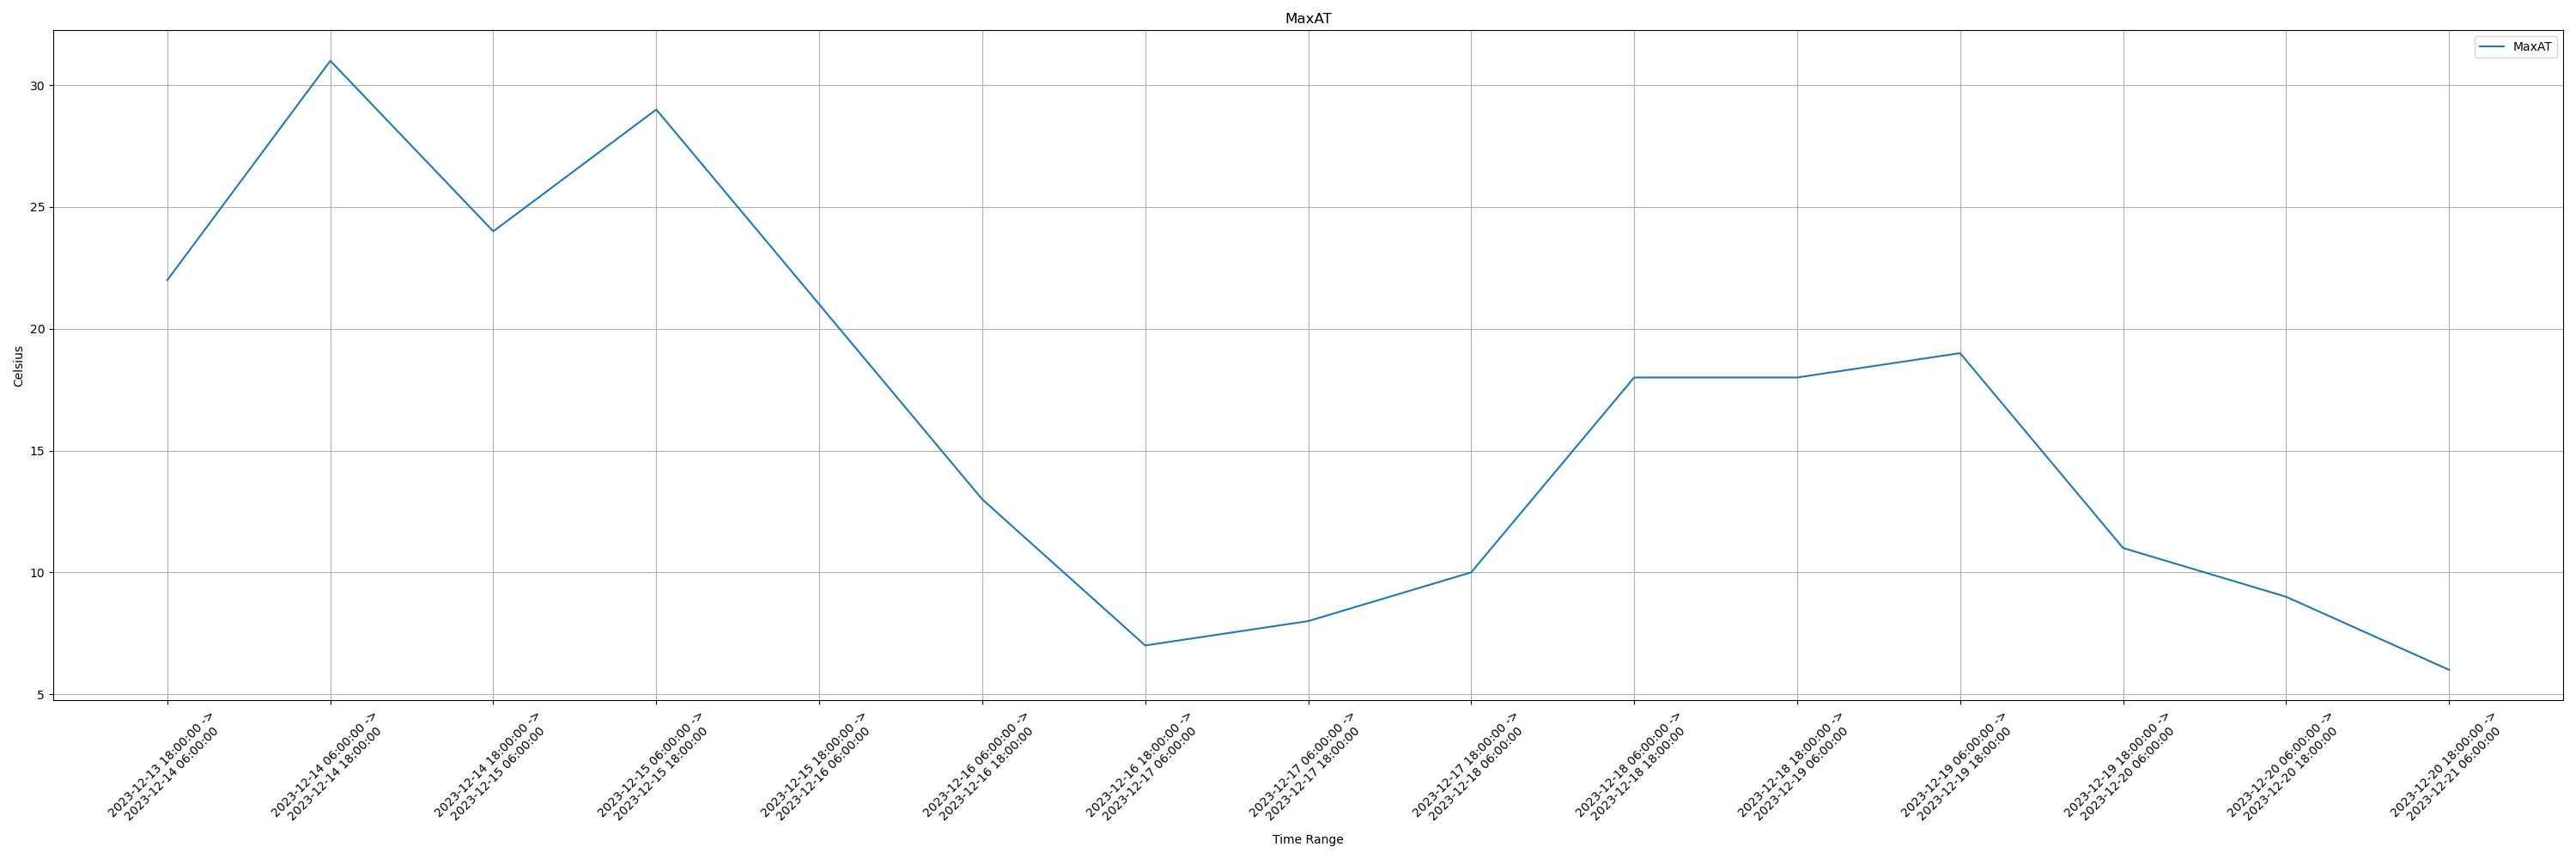 MaxAT
MaxAT
Celsius
30
25
20
15
10
5
2023-12-13 18:00:00 ->
2023-12-14 06:00:00
2023-12-14 06:00:00 ->
2023-12-14 18:00:00
2023-12-14 18:00:00 ->
2023-12-15 06:00:00
2023-12-15 06:00:00 ->
2023-12-15 18:00:00
2023-12-15 18:00:00 ->
2023-12-16 06:00:00
2023-12-16 06:00:00 ->
2023-12-16 18:00:00
2023-12-16 18:00:00 ->
2023-12-17 06:00:00
2023-12-17 06:00:00 ->
2023-12-17 18:00:00
2023-12-17 18:00:00 ->
2023-12-18 06:00:00
2023-12-18 06:00:00 ->
2023-12-18 18:00:00
2023-12-18 18:00:00 ->
2023-12-19 06:00:00
2023-12-19 06:00:00 ->
2023-12-19 18:00:00
2023-12-19 18:00:00 ->
2023-12-20 06:00:00
2023-12-20 06:00:00 ->
2023-12-20 18:00:00
2023-12-20 18:00:00 ->
2023-12-21 06:00:00
Time Range